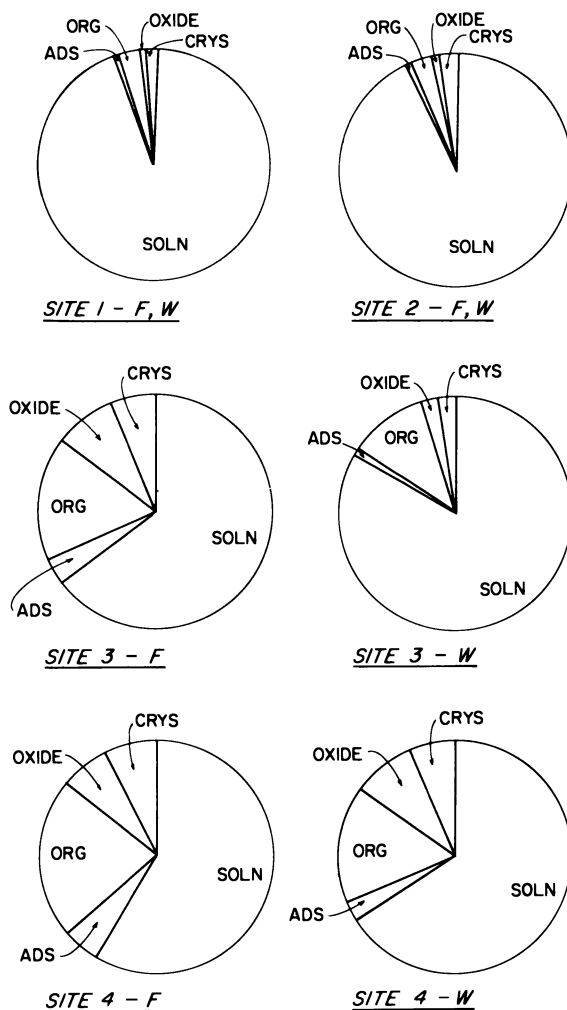 OXIDE
ORG
CRYS
ADS
SOLN
SITE 1 - F, W
OXIDE
ORG
CRYS
ADS
SOLN
SITE 2 - F, W
CRYS
OXIDE
ORG
SOLN
ADS
SITE 3 - F
CRYS
OXIDE
ORG
ADS
SOLN
SITE 3 - W
CRYS
OXIDE
ORG
SOLN
ADS
SITE 4 - F
CRYS
OXIDE
ORG
SOLN
ADS
SITE 4 - W